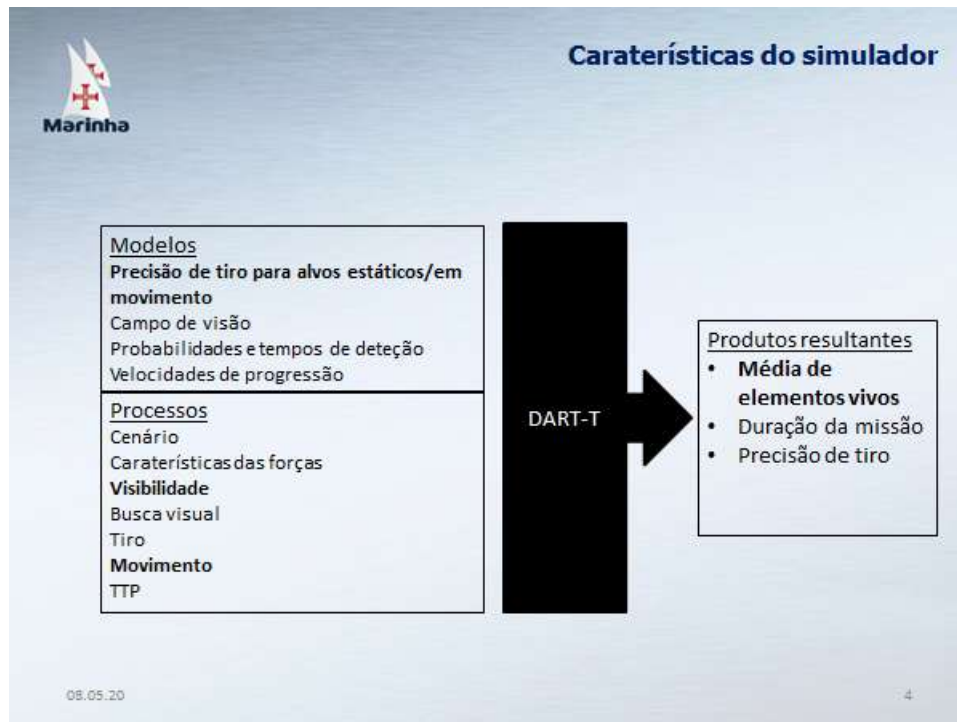 Caraterísticas do simulador
Marinha
Modelos
Precisão de tiro para alvos estáticos/em
movimento
Campo de visão
Probabilidades e tempos de deteção
Velocidades de progressão
Processos
Cenário
Caraterísticas das forças
Visibilidade
Busca visual
Tiro
Movimento
TTP
DART-T
Produtos resultantes
• Média de
elementos vivos
• Duração da missão
• Precisão de tiro
08.05.20
4